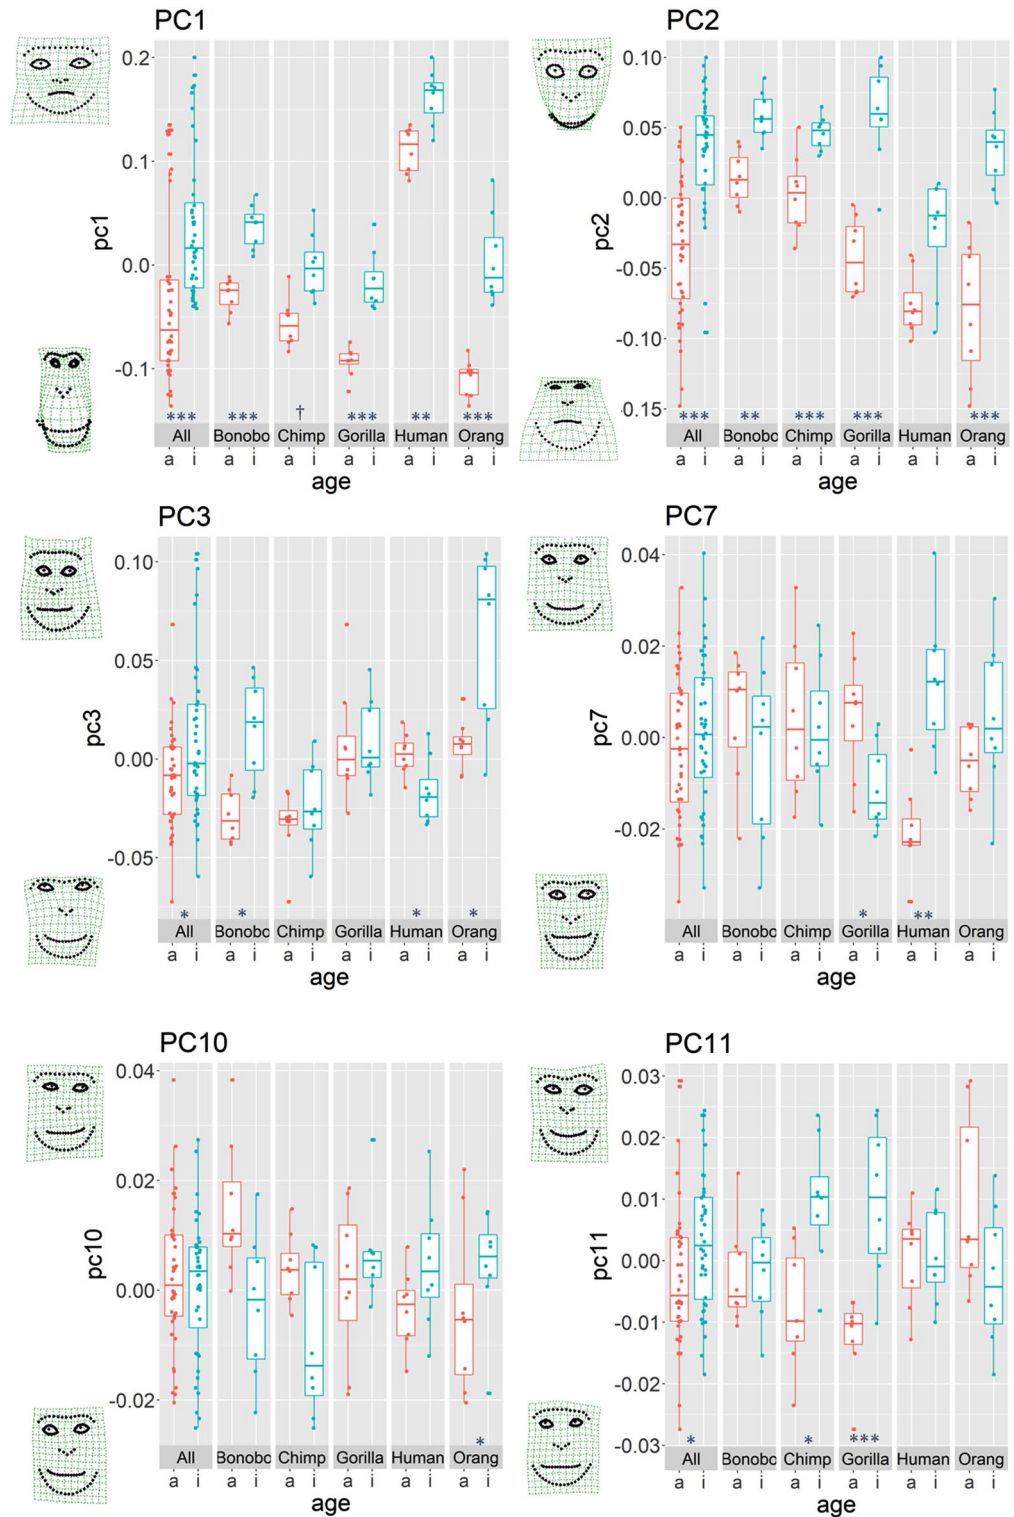 PC1
PC2
0.2
0.1
0.0
-0.1
pc1
*** *** † *** ** ***
All Bonobo Chimp Gorilla Human Orang
a i a i a i a i a i a i
age
0.10
0.05
0.00
-0.05
-0.10
-0.15
pc2
*** ** *** *** ***
All Bonobo Chimp Gorilla Human Orang
a i a i a i a i a i a i
age
PC3
PC7
0.10
0.05
0.00
-0.05
pc3
* * * *
All Bonobo Chimp Gorilla Human Orang
a i a i a i a i a i a i
age
0.04
0.02
0.00
-0.02
pc7
* **
All Bonobo Chimp Gorilla Human Orang
a i a i a i a i a i a i
age
PC10
PC11
0.04
0.02
0.00
-0.02
pc10
*
All Bonobo Chimp Gorilla Human Orang
a i a i a i a i a i a i
age
0.03
0.02
0.01
0.00
-0.01
-0.02
-0.03
pc11
* * ***
All Bonobo Chimp Gorilla Human Orang
a i a i a i a i a i a i
age